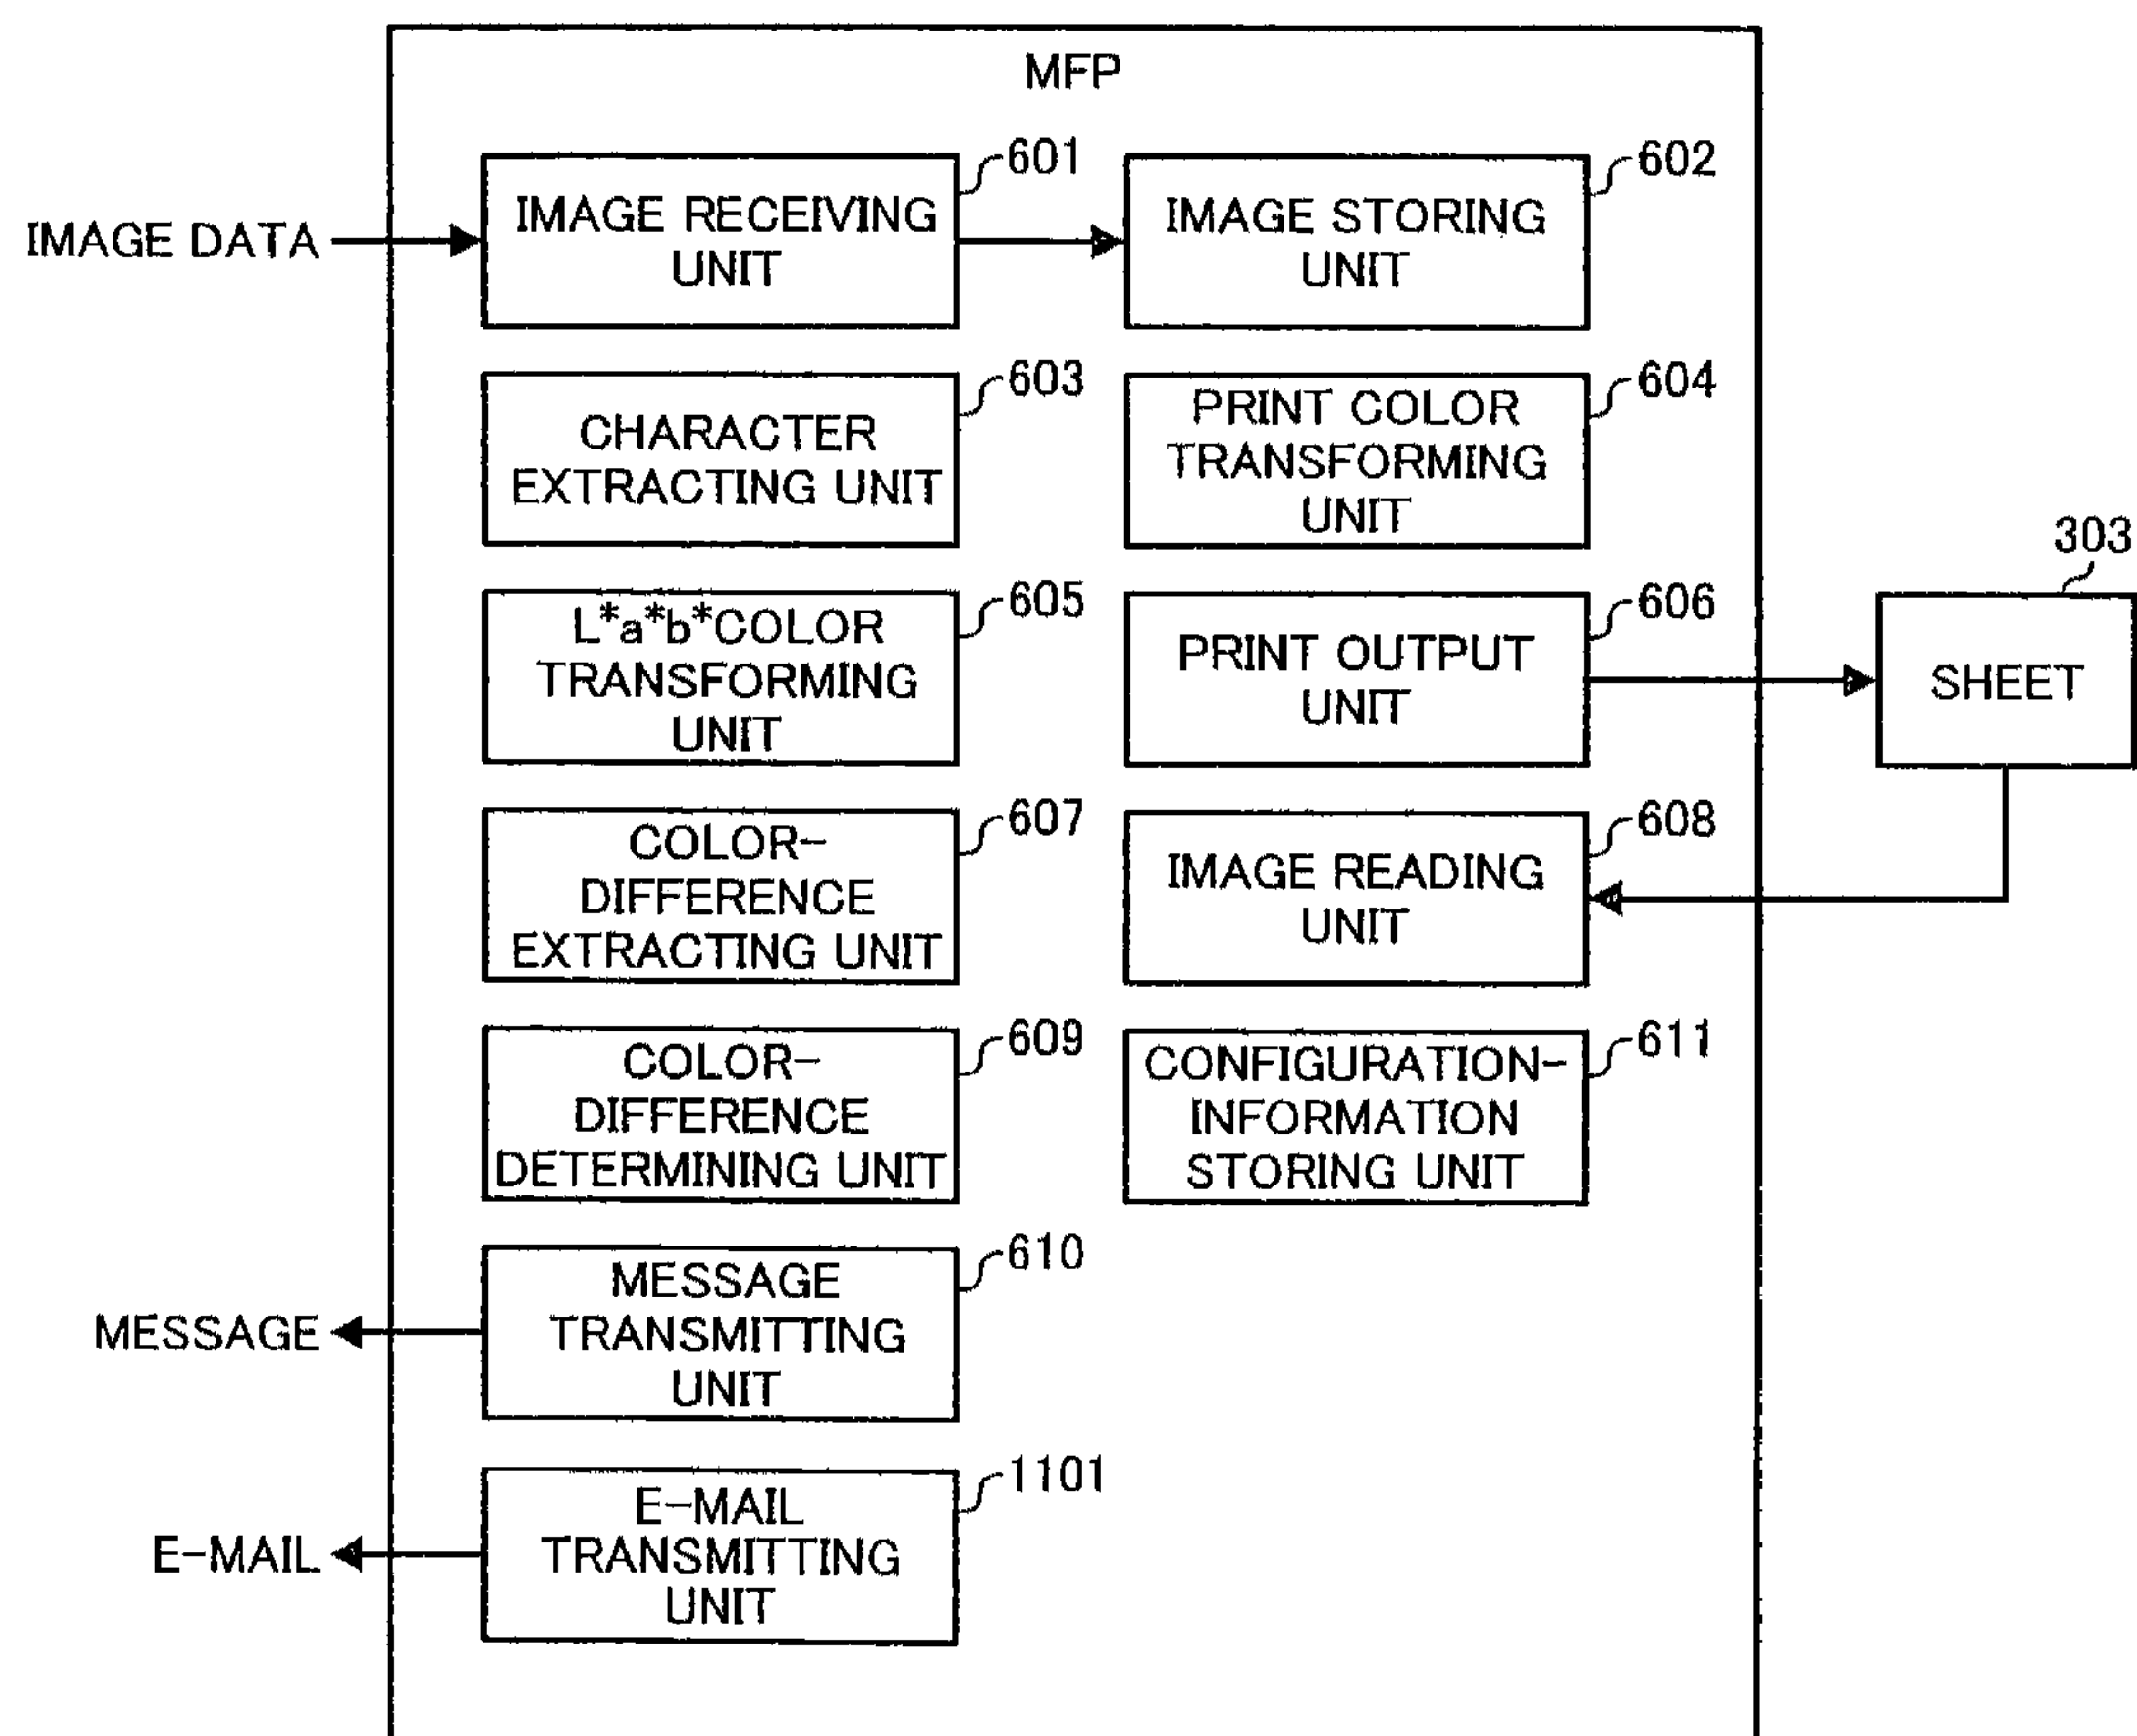 MFP
601
602
IMAGE DATA
IMAGE RECEIVING
UNIT
IMAGE STORING
UNIT
603
604
CHARACTER
EXTRACTING UNIT
PRINT COLOR
TRANSFORMING
UNIT
303
605
606
L*a*b*COLOR
TRANSFORMING
UNIT
PRINT OUTPUT
UNIT
SHEET
607
608
COLOR-
DIFFERENCE
EXTRACTING UNIT
IMAGE READING
UNIT
609
611
COLOR-
DIFFERENCE
DETERMINING UNIT
CONFIGURATION-
INFORMATION
STORING UNIT
610
MESSAGE
MESSAGE
TRANSMITTING
UNIT
1101
E-MAIL
E-MAIL
TRANSMITTING
UNIT